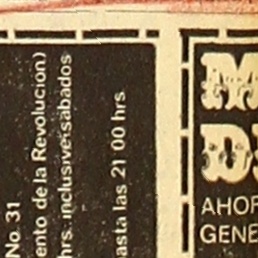 No. 31
ento de la Revolucion)
hrs. inclusive sabados
asta las 21 00 hrs
M
D
AHOR
GENE